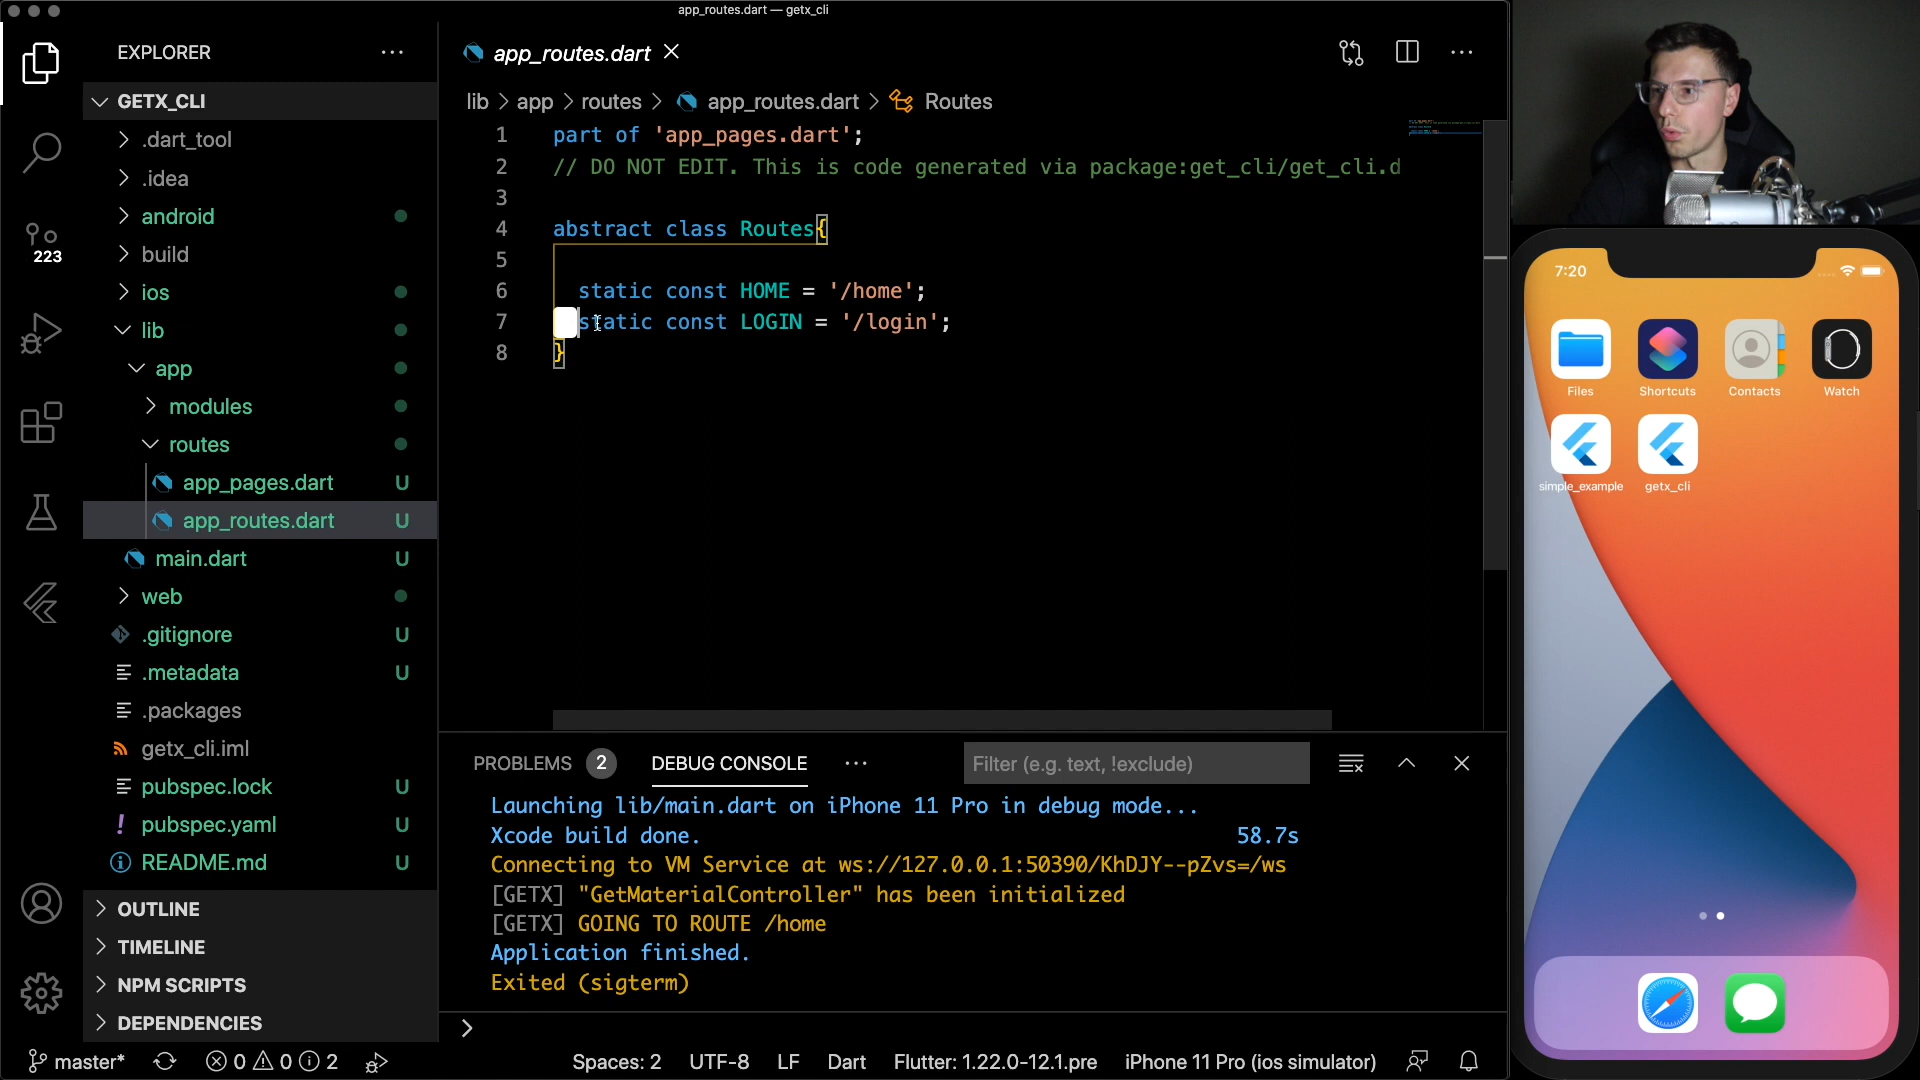 app_routes.dart — getx_cli
EXPLORER
GETX_CLI
.dart_tool
.idea
android
build
ios
lib
app
modules
routes
app_pages.dart U
app_routes.dart U
main.dart U
web
.gitignore U
.metadata U
.packages
getx_cli.iml
pubspec.lock U
pubspec.yaml U
README.md U
OUTLINE
TIMELINE
NPM SCRIPTS
DEPENDENCIES
223
app_routes.dart
lib > app > routes > app_routes.dart > Routes
1 part of 'app_pages.dart';
2 // DO NOT EDIT. This is code generated via package:get_cli/get_cli.d
3
4 abstract class Routes{
5
6 static const HOME = '/home';
7 static const LOGIN = '/login';
8 }
PROBLEMS 2 DEBUG CONSOLE ··· Filter (e.g. text, !exclude)
Launching lib/main.dart on iPhone 11 Pro in debug mode...
Xcode build done. 58.7s
Connecting to VM Service at ws://127.0.0.1:50390/KhDJY--pZvs=/ws
[GETX] "GetMaterialController" has been initialized
[GETX] GOING TO ROUTE /home
Application finished.
Exited (sigterm)
master* 0 0 2 Spaces: 2 UTF-8 LF Dart Flutter: 1.22.0-12.1.pre iPhone 11 Pro (ios simulator)
7:20
Files Shortcuts Contacts Watch
simple_example getx_cli